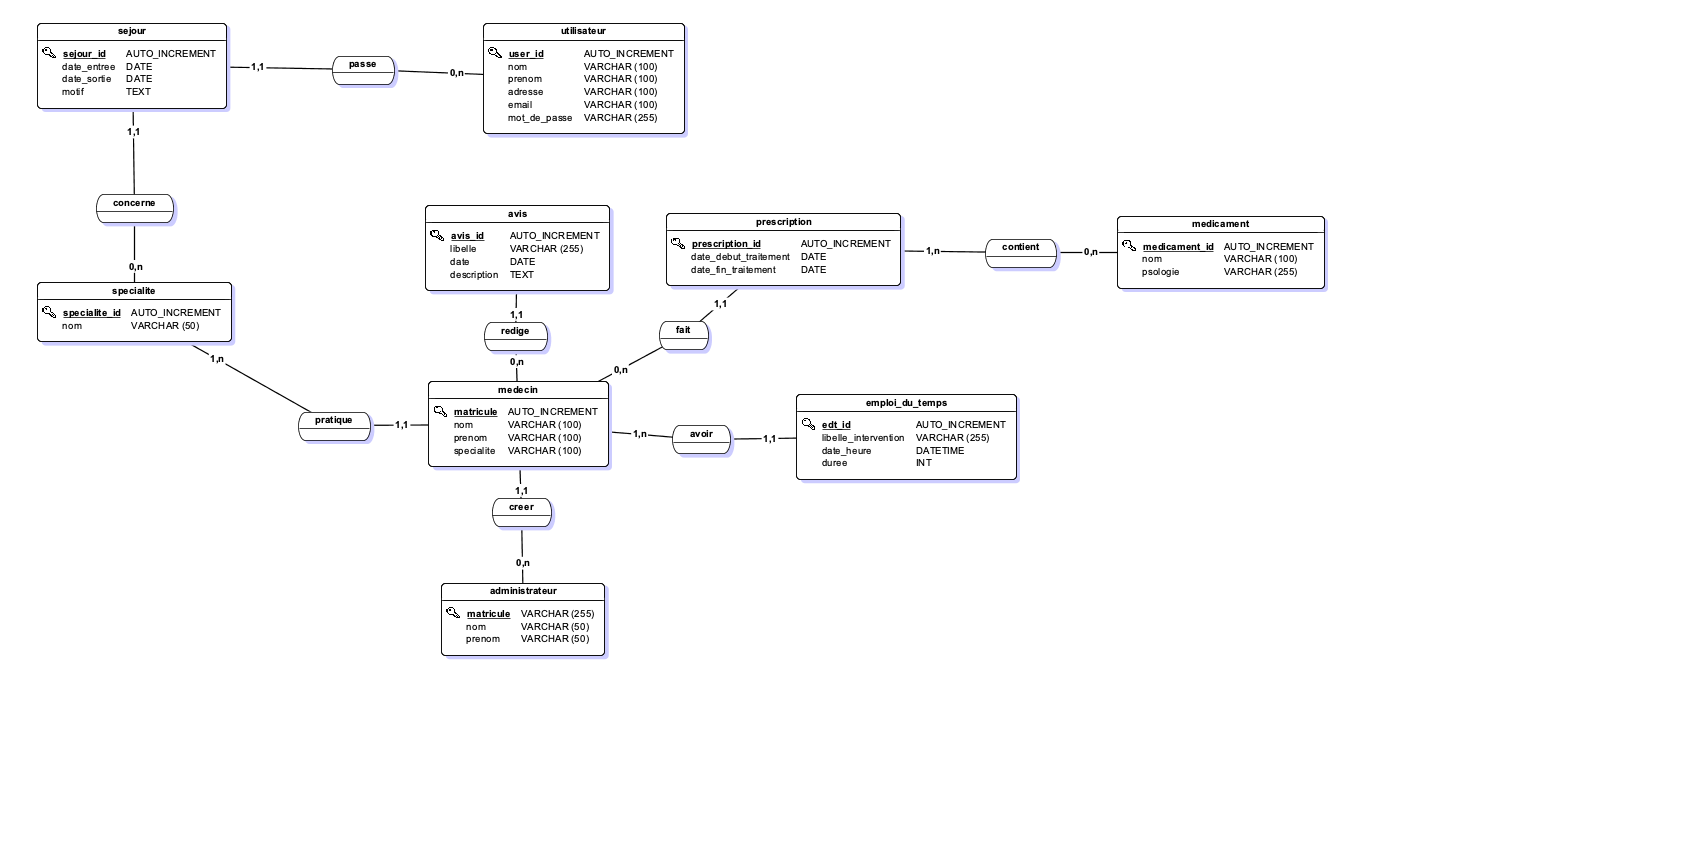 sejour
sejour_id AUTO_INCREMENT
date_entree DATE
date_sortie DATE
motif TEXT
1,1
passe
0,n
utilisateur
user_id AUTO_INCREMENT
nom VARCHAR (100)
prenom VARCHAR (100)
adresse VARCHAR (100)
email VARCHAR (100)
mot_de_passe VARCHAR (255)
1,1
concerne
0,n
specialite
specialite_id AUTO_INCREMENT
nom VARCHAR (50)
avis
avis_id AUTO_INCREMENT
libelle VARCHAR (255)
date DATE
description TEXT
1,1
redige
0,n
prescription
prescription_id AUTO_INCREMENT
date_debut_traitement DATE
date_fin_traitement DATE
1,n
contient
0,n
medicament
medicament_id AUTO_INCREMENT
nom VARCHAR (100)
psologie VARCHAR (255)
1,1
fait
0,n
1,n
pratique
1,1
medecin
matricule AUTO_INCREMENT
nom VARCHAR (100)
prenom VARCHAR (100)
specialite VARCHAR (100)
1,n
avoir
1,1
emploi_du_temps
edt_id AUTO_INCREMENT
libelle_intervention VARCHAR (255)
date_heure DATETIME
duree INT
1,1
creer
0,n
administrateur
matricule VARCHAR (255)
nom VARCHAR (50)
prenom VARCHAR (50)